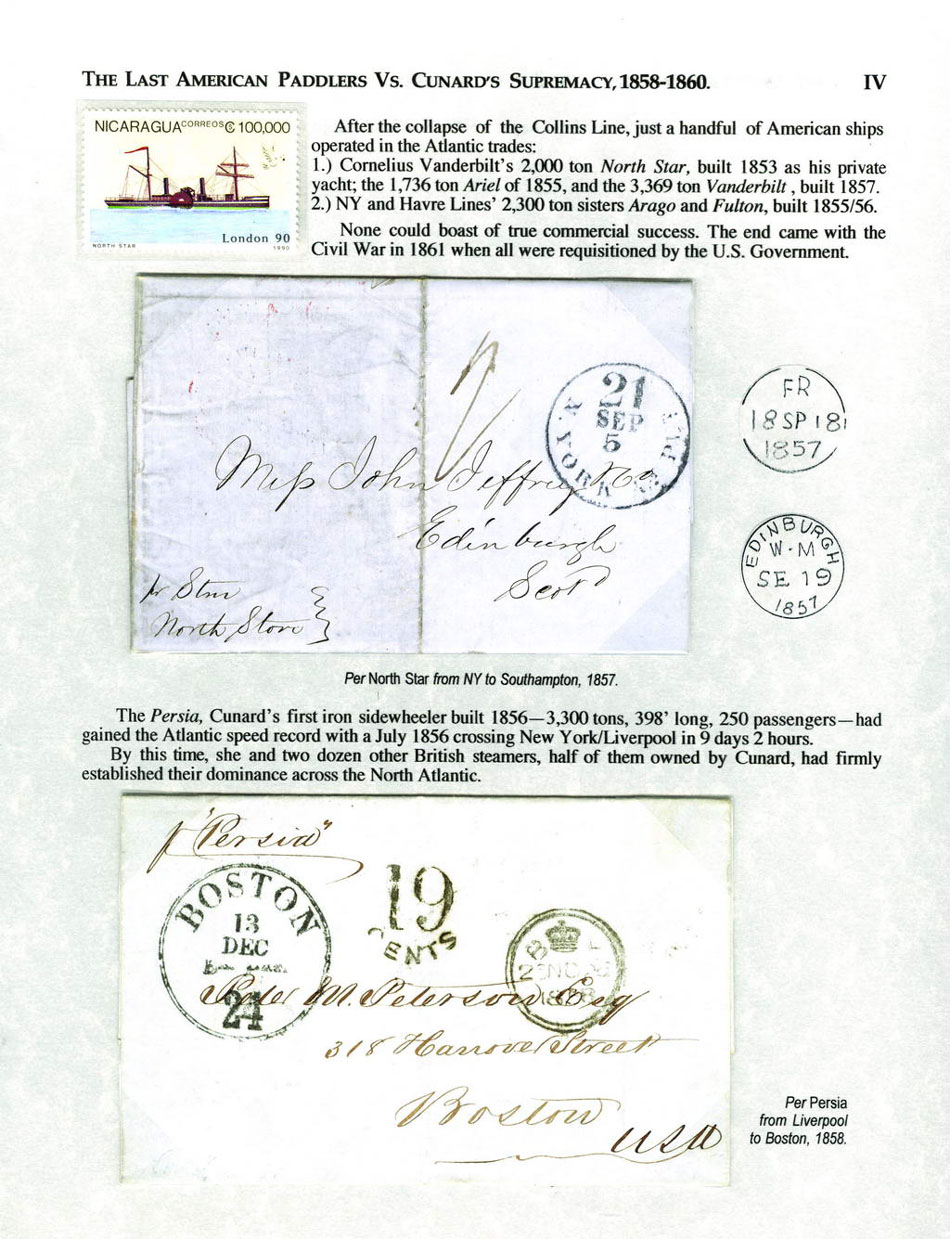 THE LAST AMERICAN PADDLERS VS. CUNARD'S SUPREMACY, 1858-1860. IV
NICARAGUA CORREOS ₡ 100,000
NORTH STAR
London 90
1990
After the collapse of the Collins Line, just a handful of American ships
operated in the Atlantic trades:
1.) Cornelius Vanderbilt's 2,000 ton North Star, built 1853 as his private
yacht; the 1,736 ton Ariel of 1855, and the 3,369 ton Vanderbilt , built 1857.
2.) NY and Havre Lines' 2,300 ton sisters Arago and Fulton, built 1855/56.
None could boast of true commercial success. The end came with the
Civil War in 1861 when all were requisitioned by the U.S. Government.
21
SEP
5
N. YORK PKT
Mess John Jeffrey & Co
Edinburgh
Scotd
pr Stmr
North Store
FR
18 SP 18
1857
EDINBURGH
W·M
SE 19
1857
Per North Star from NY to Southampton, 1857.
The Persia, Cunard's first iron sidewheeler built 1856—3,300 tons, 398' long, 250 passengers—had
gained the Atlantic speed record with a July 1856 crossing New York/Liverpool in 9 days 2 hours.
By this time, she and two dozen other British steamers, half of them owned by Cunard, had firmly
established their dominance across the North Atlantic.
p "Persia"
BOSTON
13
DEC
24
19
CENTS
Peter M. Peterson Esq
318 Hanover Street
Boston
USA
Per Persia
from Liverpool
to Boston, 1858.